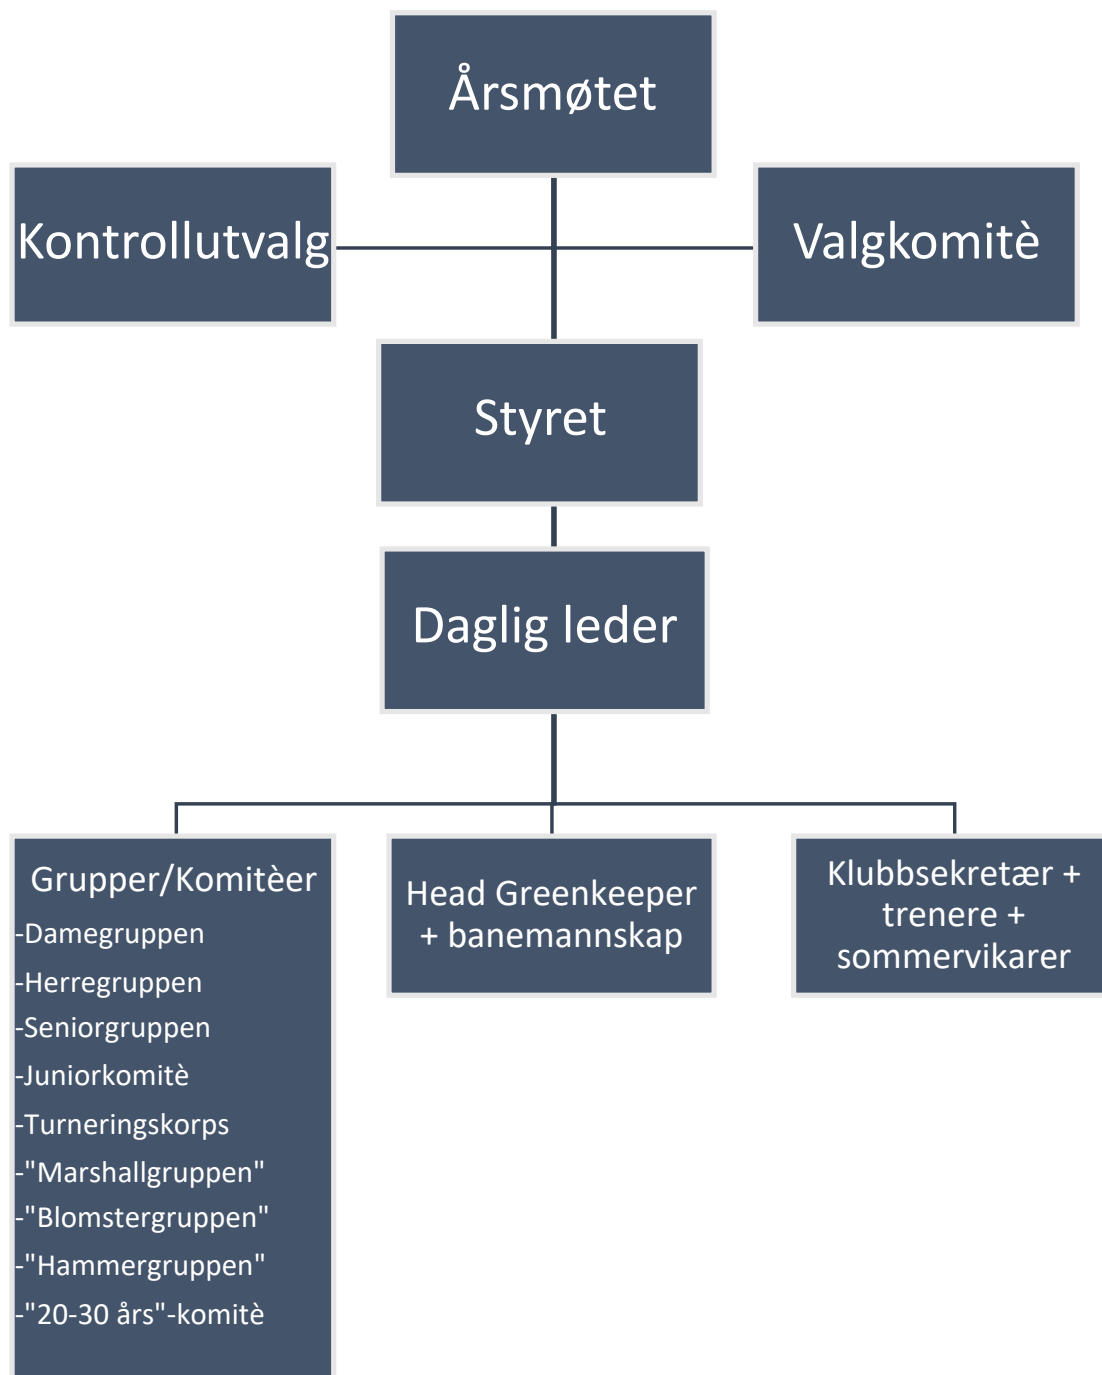 Årsmøtet
Kontrollutvalg
Valgkomitè
Styret
Daglig leder
Grupper/Komitèer
-Damegruppen
-Herregruppen
-Seniorgruppen
-Juniorkomitè
-Turneringskorps
-"Marshallgruppen"
-"Blomstergruppen"
-"Hammergruppen"
-"20-30 års"-komitè
Head Greenkeeper
+ banemannskap
Klubbsekretær +
trenere +
sommervikarer